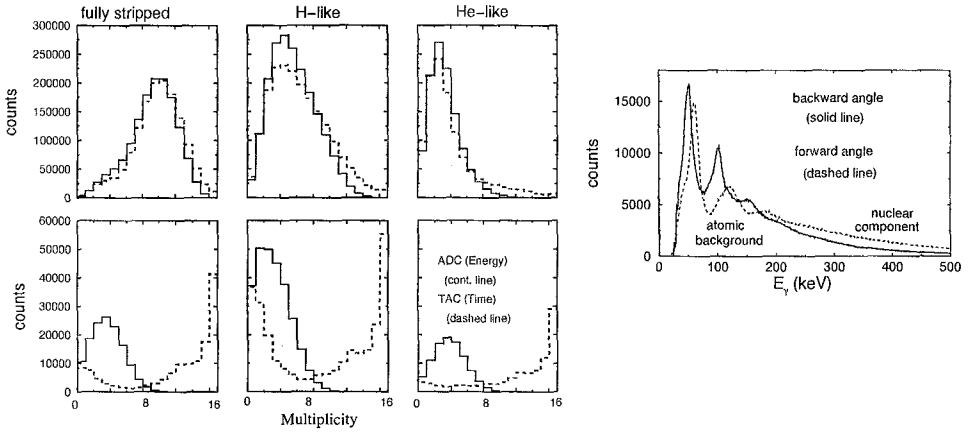 fully stripped
H-like
He-like
300000
250000
200000
150000
100000
50000
0
counts
60000
50000
40000
30000
20000
10000
0
counts
ADC (Energy)
(cont. line)
TAC (Time)
(dashed line)
0 8 16
0 8 16
0 8 16
Multiplicity
15000
10000
5000
0
counts
backward angle
(solid line)
forward angle
(dashed line)
nuclear
component
atomic
background
0 100 200 300 400 500
Eγ (keV)